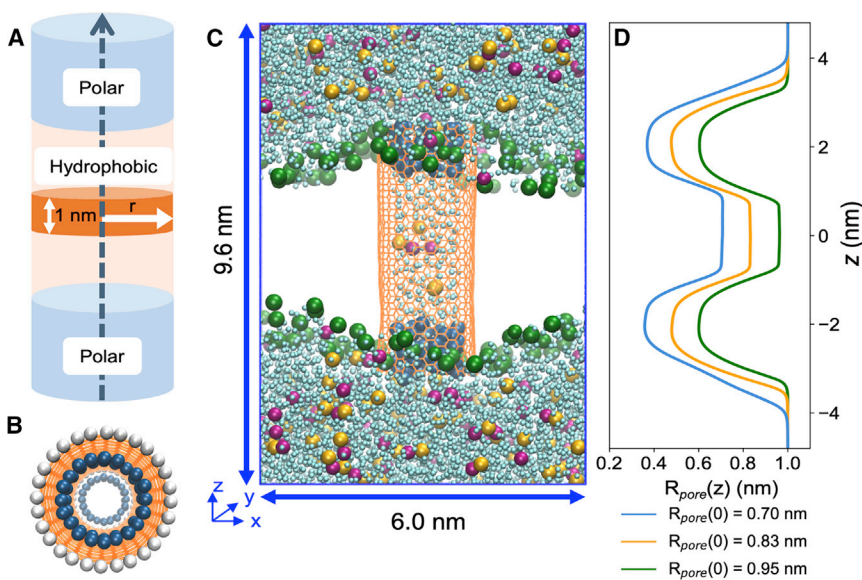 A
Polar
Hydrophobic
1 nm
r
Polar
B
C
9.6 nm
6.0 nm
z
y
x
D
4
2
0
−2
−4
z (nm)
0.2 0.4 0.6 0.8 1.0
R_pore(z) (nm)
R_pore(0) = 0.70 nm
R_pore(0) = 0.83 nm
R_pore(0) = 0.95 nm